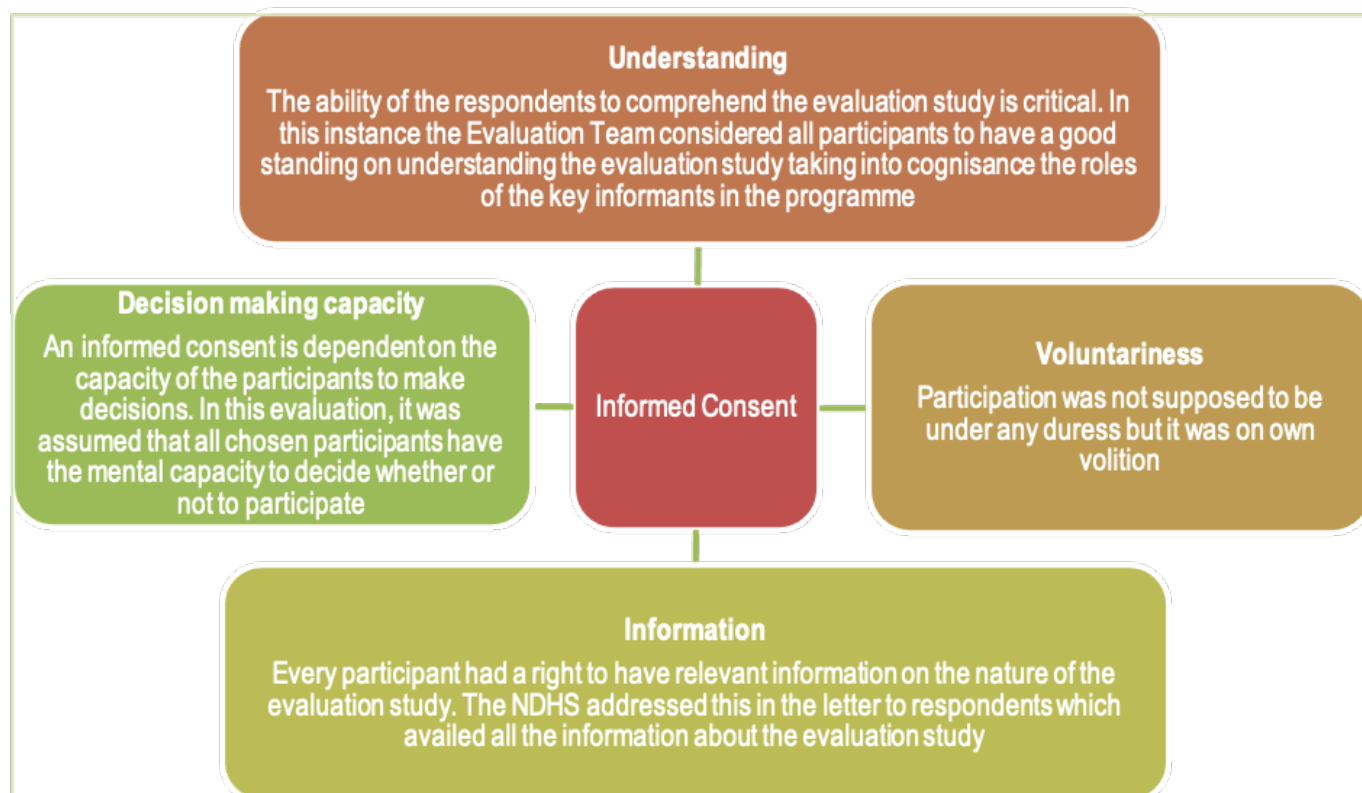 Understanding
The ability of the respondents to comprehend the evaluation study is critical. In
this instance the Evaluation Team considered all participants to have a good
standing on understanding the evaluation study taking into cognisance the roles
of the key informants in the programme
Decision making capacity
An informed consent is dependent on the
capacity of the participants to make
decisions. In this evaluation, it was
assumed that all chosen participants have
the mental capacity to decide whether or
not to participate
Informed Consent
Voluntariness
Participation was not supposed to be
under any duress but it was on own
volition
Information
Every participant had a right to have relevant information on the nature of the
evaluation study. The NDHS addressed this in the letter to respondents which
availed all the information about the evaluation study